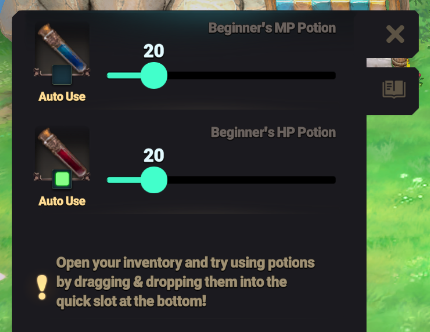 Beginner's MP Potion
20
Auto Use
Beginner's HP Potion
20
Auto Use
Open your inventory and try using potions
by dragging & dropping them into the
quick slot at the bottom!